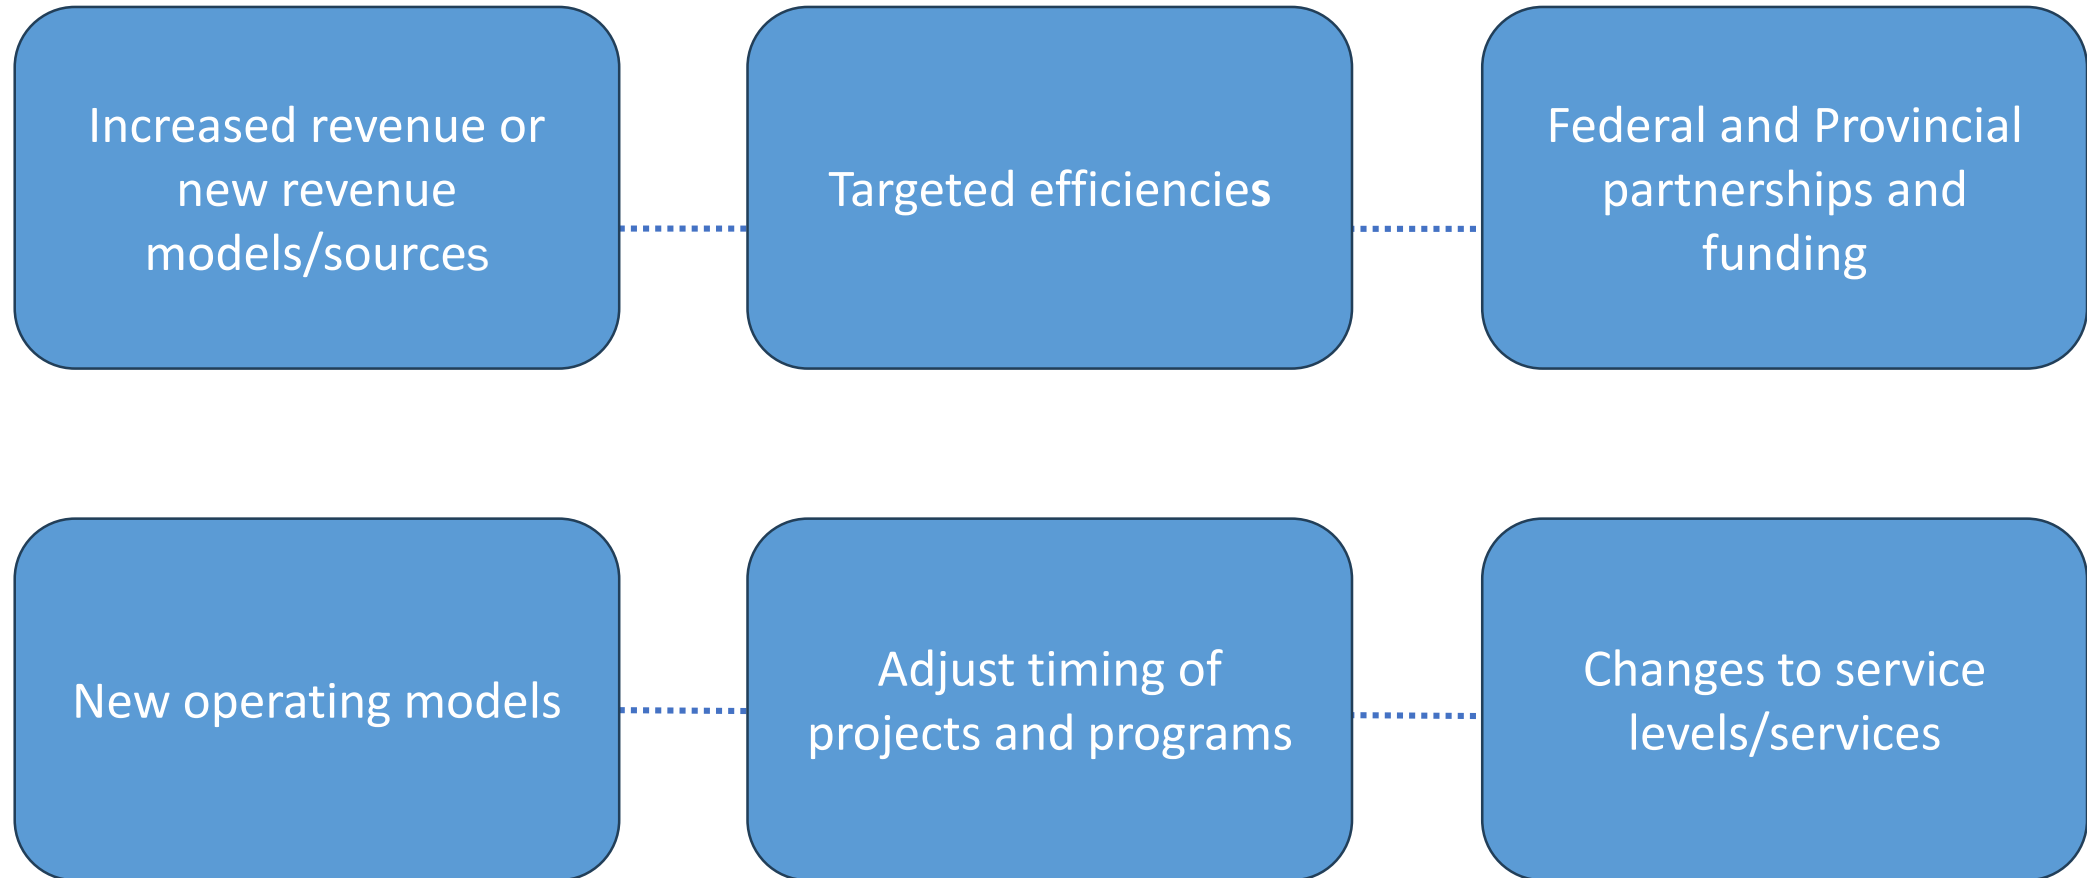 Increased revenue or
new revenue
models/sources
Targeted efficiencies
Federal and Provincial
partnerships and
funding
New operating models
Adjust timing of
projects and programs
Changes to service
levels/services